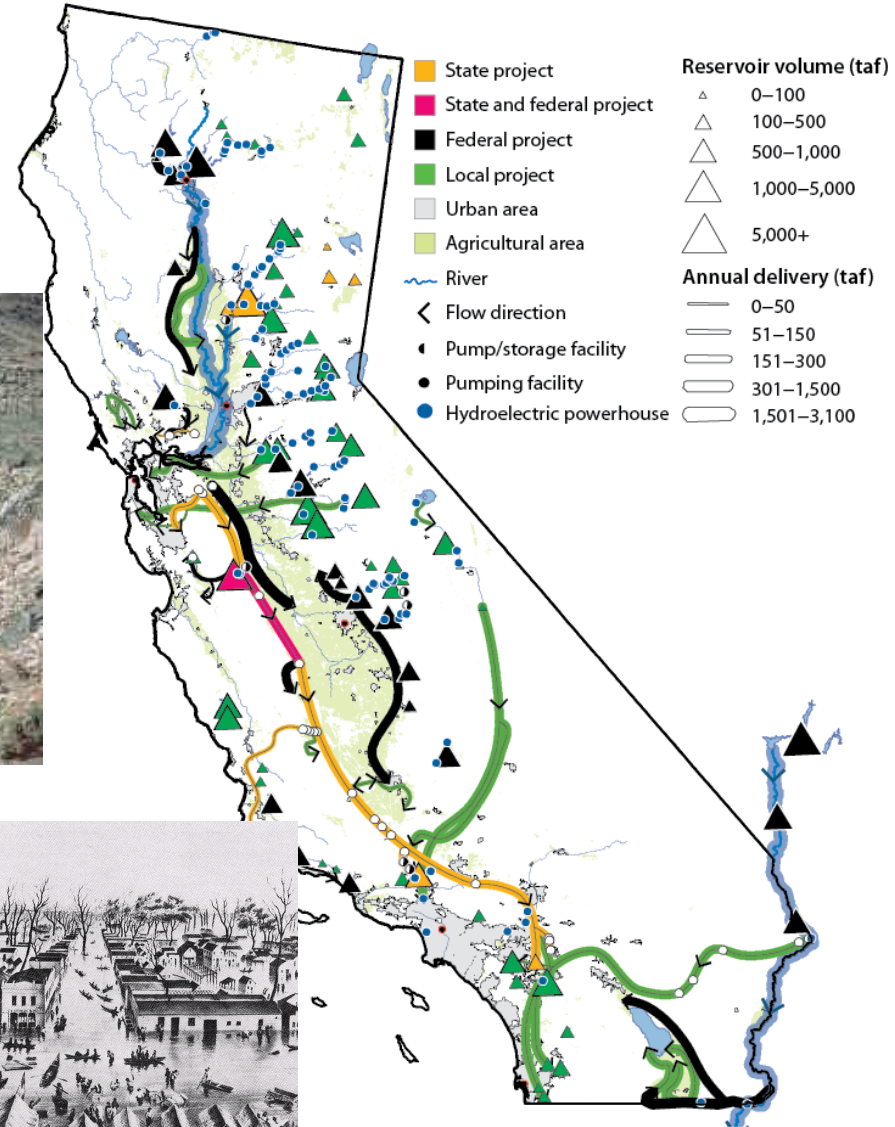 State project
State and federal project
Federal project
Local project
Urban area
Agricultural area
River
Flow direction
Pump/storage facility
Pumping facility
Hydroelectric powerhouse
Reservoir volume (taf)
0–100
100–500
500–1,000
1,000–5,000
5,000+
Annual delivery (taf)
0–50
51–150
151–300
301–1,500
1,501–3,100